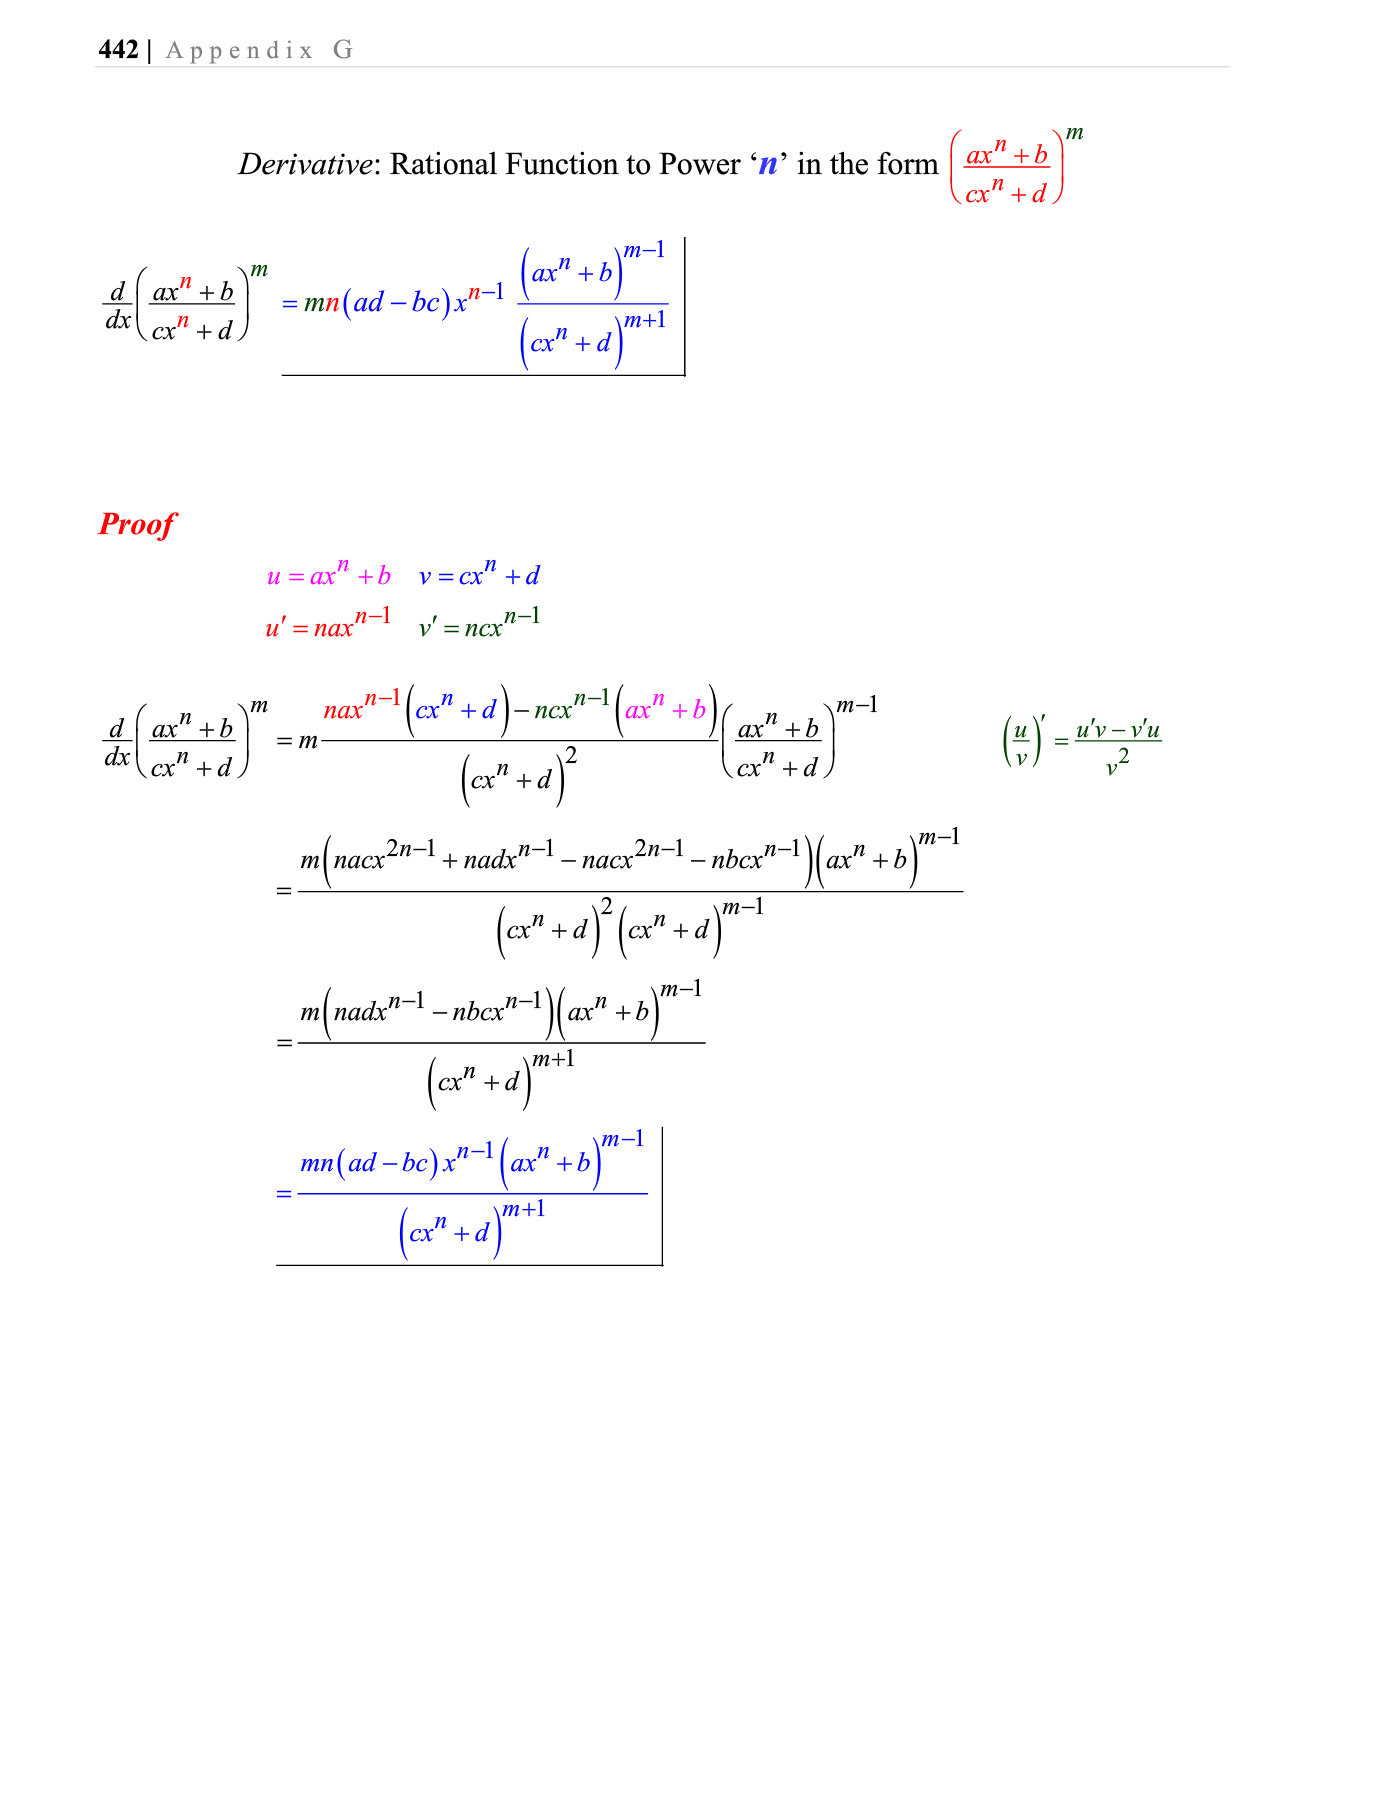 442 | Appendix G
Derivative: Rational Function to Power ‘n’ in the form \left(\frac{ax^n+b}{cx^n+d}\right)^m
\frac{d}{dx}\left(\frac{ax^n+b}{cx^n+d}\right)^m = mn(ad-bc)x^{n-1}\frac{(ax^n+b)^{m-1}}{(cx^n+d)^{m+1}}
Proof
u = ax^n+b  v = cx^n+d
u' = nax^{n-1}  v' = ncx^{n-1}
\frac{d}{dx}\left(\frac{ax^n+b}{cx^n+d}\right)^m = m\frac{nax^{n-1}(cx^n+d)-ncx^{n-1}(ax^n+b)}{(cx^n+d)^2}\left(\frac{ax^n+b}{cx^n+d}\right)^{m-1}  \left(\frac{u}{v}\right)' = \frac{u'v-v'u}{v^2}
= \frac{m(nacx^{2n-1}+nadx^{n-1}-nacx^{2n-1}-nbcx^{n-1})(ax^n+b)^{m-1}}{(cx^n+d)^2(cx^n+d)^{m-1}}
= \frac{m(nadx^{n-1}-nbcx^{n-1})(ax^n+b)^{m-1}}{(cx^n+d)^{m+1}}
= \frac{mn(ad-bc)x^{n-1}(ax^n+b)^{m-1}}{(cx^n+d)^{m+1}}